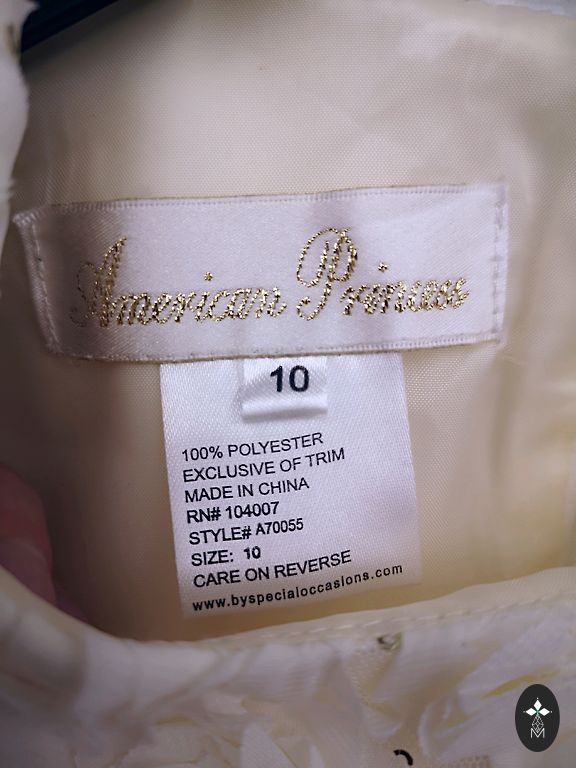 American Princess
10
100% POLYESTER
EXCLUSIVE OF TRIM
MADE IN CHINA
RN# 104007
STYLE# A70055
SIZE: 10
CARE ON REVERSE
www.byspecialoccasions.com
M